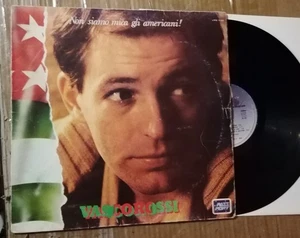 Non siamo mica gli americani!
VASCO ROSSI